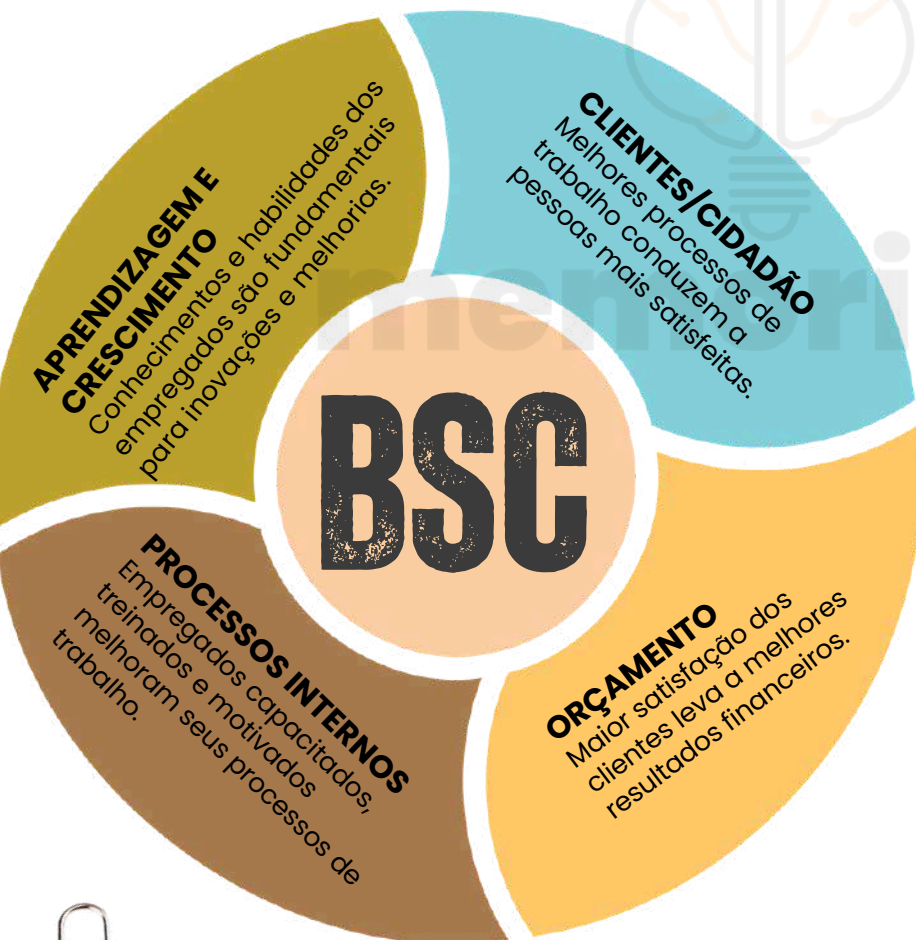 APRENDIZAGEM E
CRESCIMENTO
Conhecimentos e habilidades dos
empregados são fundamentais
para inovações e melhorias.
CLIENTES/CIDADÃO
Melhores processos de
trabalho conduzem a
pessoas mais satisfeitas.
memori
BSC
PROCESSOS INTERNOS
Empregados capacitados,
treinados e motivados
melhoram seus processos de
trabalho.
ORÇAMENTO
Maior satisfação dos
clientes leva a melhores
resultados financeiros.